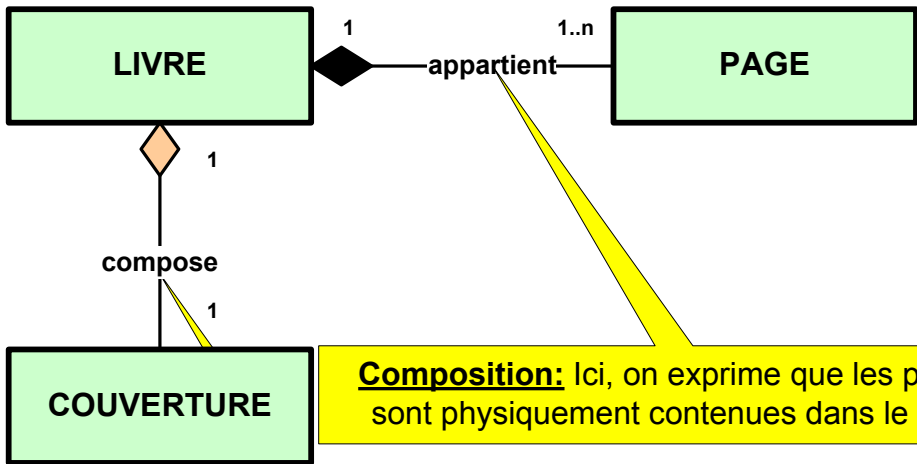 1
1..n
LIVRE
appartient
PAGE
1
compose
1
COUVERTURE
Composition: Ici, on exprime que les p
sont physiquement contenues dans le